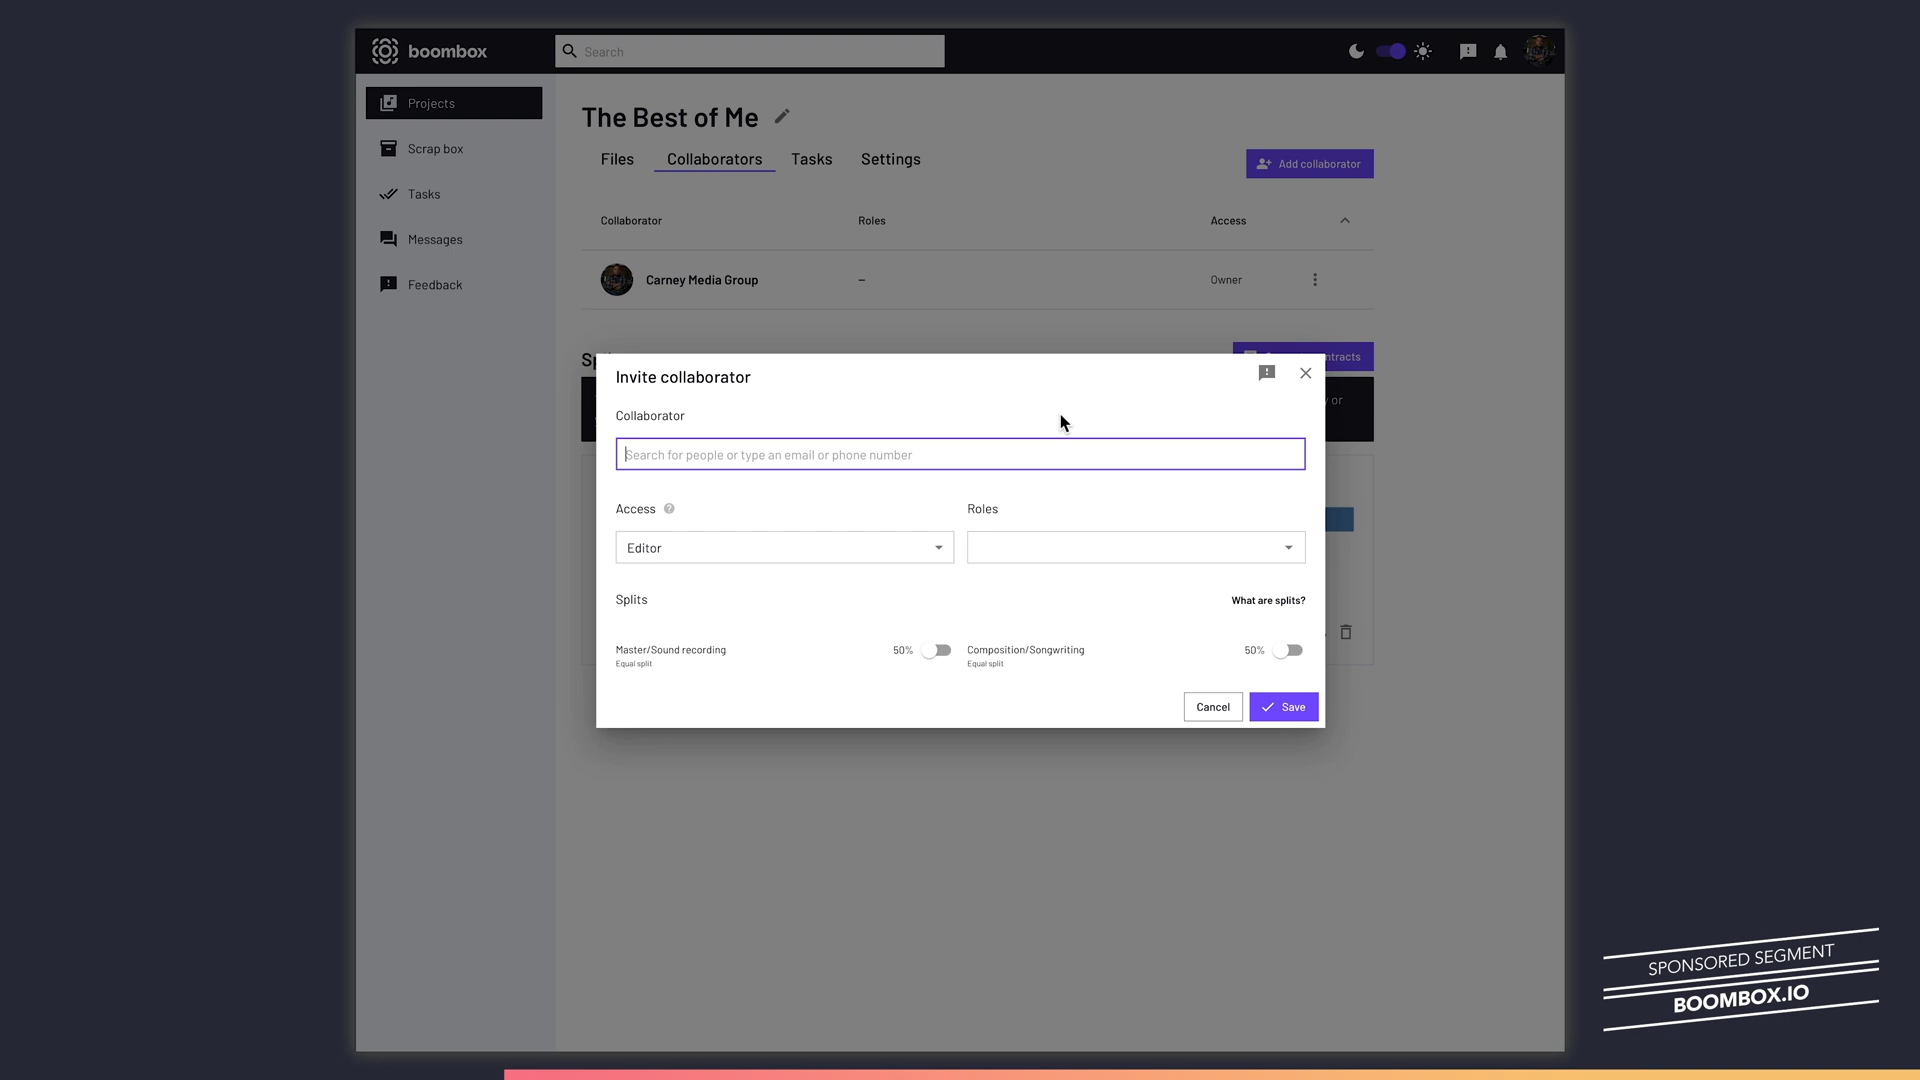 boombox
Search
Projects
Scrap box
Tasks
Messages
Feedback
The Best of Me
Files Collaborators Tasks Settings
Add collaborator
Collaborator Roles Access
Carney Media Group – Owner
Invite collaborator
Collaborator
Search for people or type an email or phone number
Access Roles
Editor
Splits What are splits?
Master/Sound recording 50% Composition/Songwriting 50%
Equal split Equal split
Cancel Save
SPONSORED SEGMENT
BOOMBOX.IO